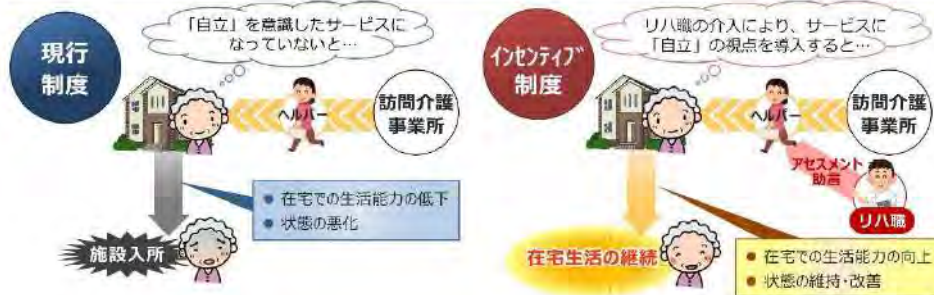 現行
制度
「自立」を意識したサービスに
なっていないと…
ヘルパー
訪問介護
事業所
● 在宅での生活能力の低下
● 状態の悪化
施設入所
インセンティブ
制度
リハ職の介入により、サービスに
「自立」の視点を導入すると…
ヘルパー
訪問介護
事業所
アセスメント
助言
リハ職
在宅生活の継続
● 在宅での生活能力の向上
● 状態の維持・改善